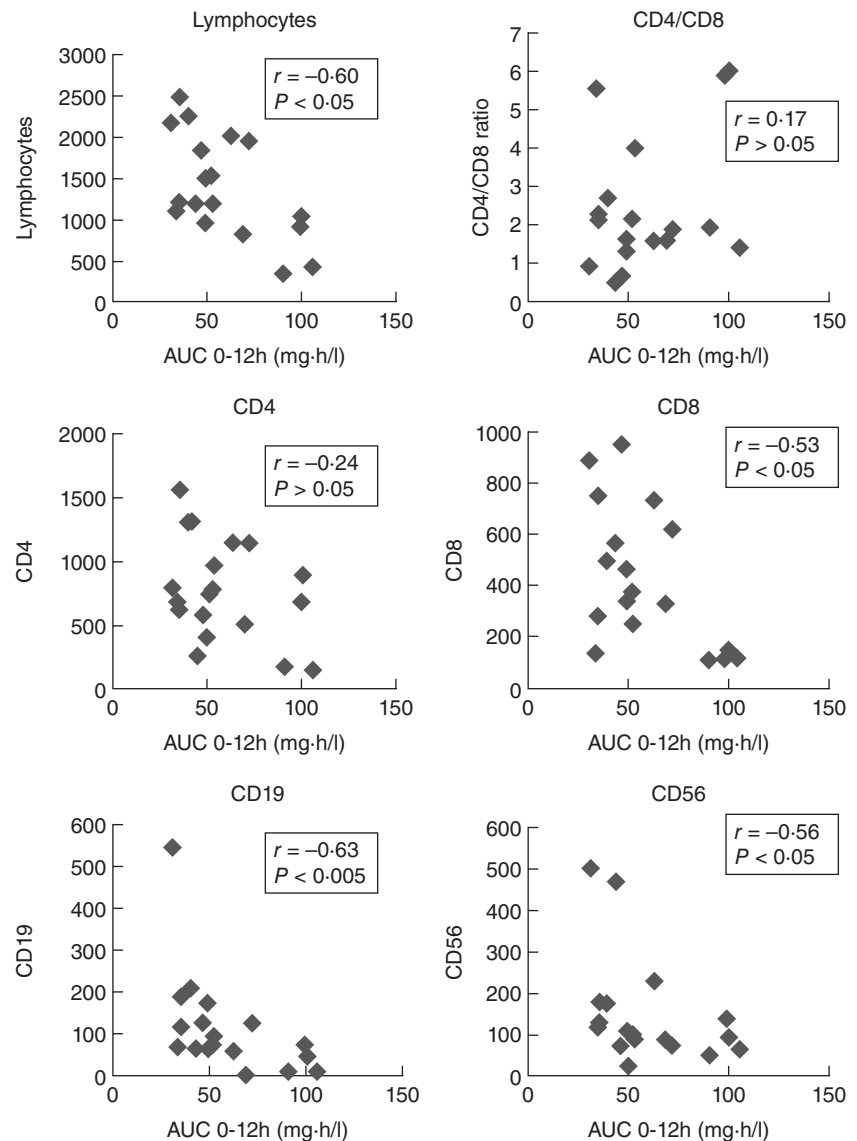 Lymphocytes
r = –0·60
P < 0·05
Lymphocytes
3000
2500
2000
1500
1000
500
0
0 50 100 150
AUC 0-12h (mg·h/l)
CD4/CD8
r = 0·17
P > 0·05
CD4/CD8 ratio
7
6
5
4
3
2
1
0
0 50 100 150
AUC 0-12h (mg·h/l)
CD4
r = –0·24
P > 0·05
CD4
2000
1500
1000
500
0
0 50 100 150
AUC 0-12h (mg·h/l)
CD8
r = –0·53
P < 0·05
CD8
1000
800
600
400
200
0
0 50 100 150
AUC 0-12h (mg·h/l)
CD19
r = –0·63
P < 0·005
CD19
600
500
400
300
200
100
0
0 50 100 150
AUC 0-12h (mg·h/l)
CD56
r = –0·56
P < 0·05
CD56
600
500
400
300
200
100
0
0 50 100 150
AUC 0-12h (mg·h/l)